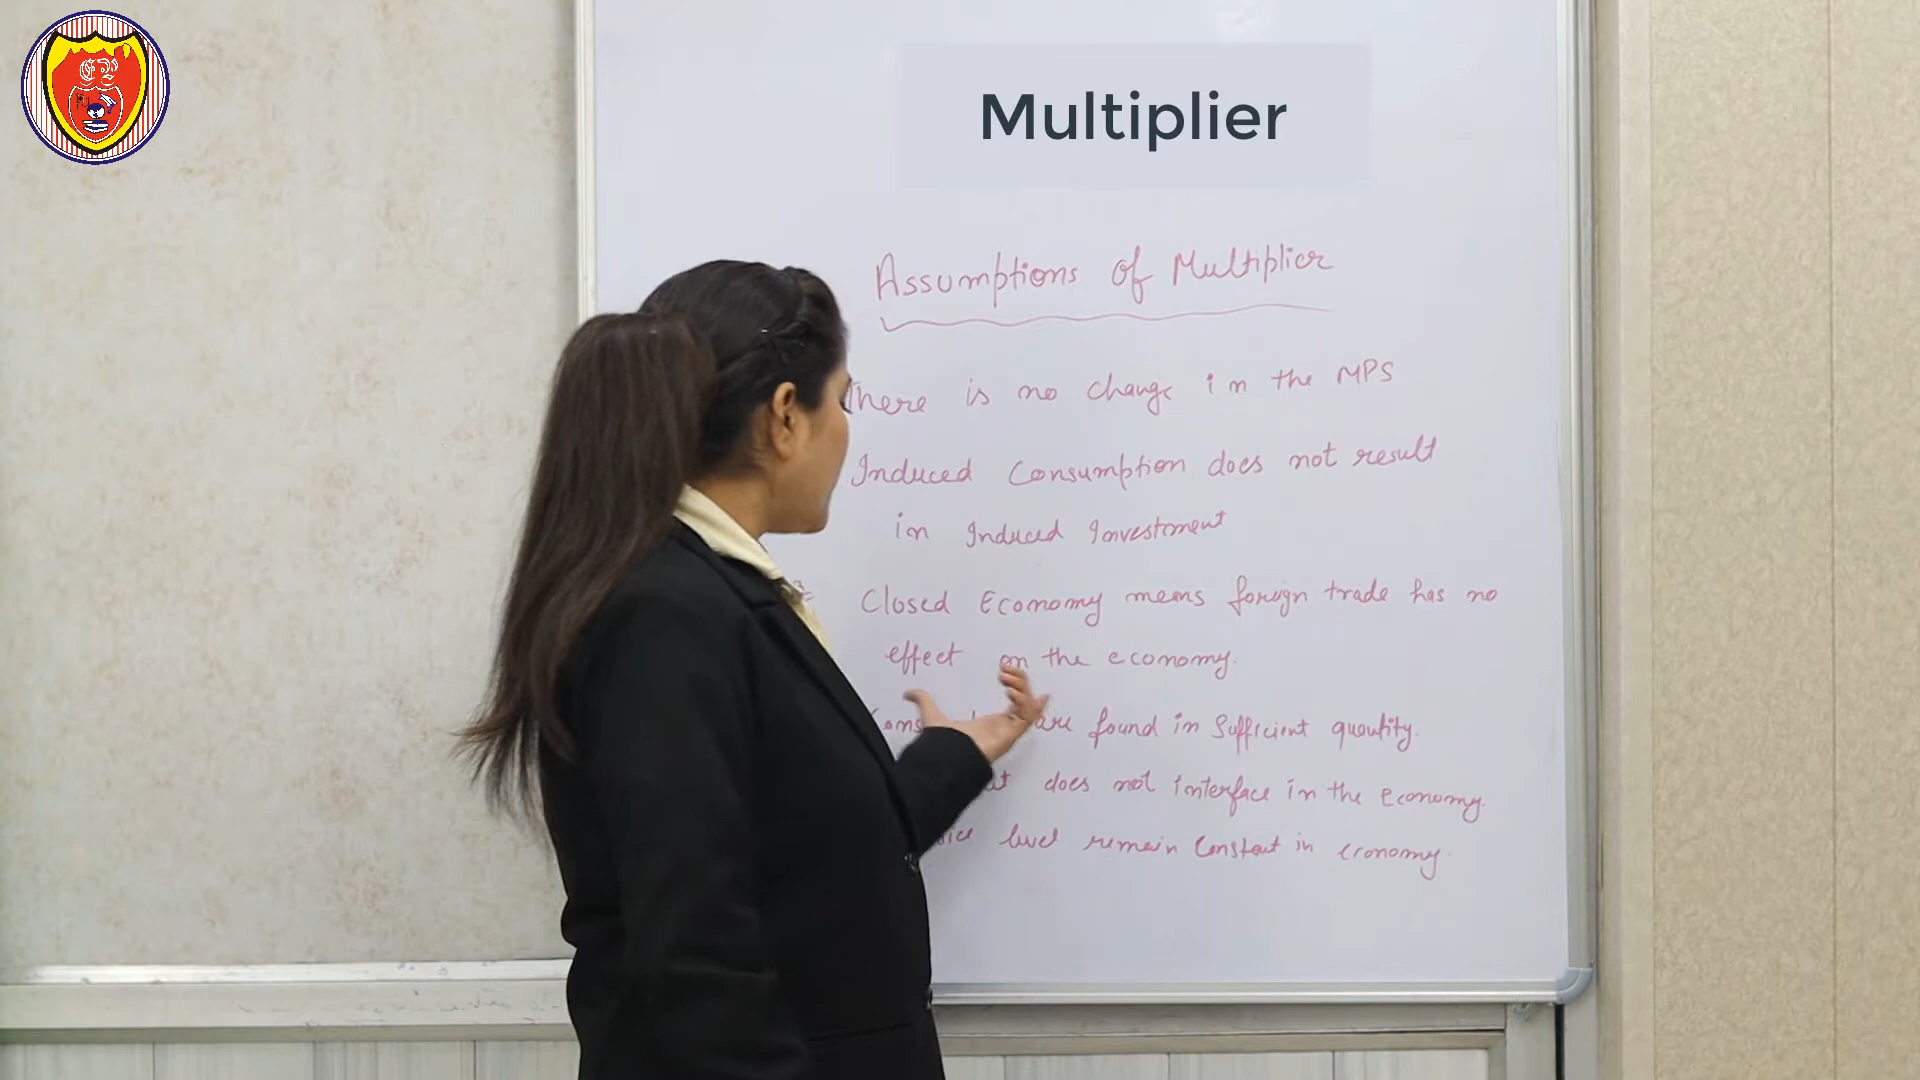 Multiplier
Assumptions of Multiplier
There is no change in the MPS
Induced Consumption does not result
in Induced Investment
3 Closed Economy means foreign trade has no
effect on the economy.
are found in Sufficient quantity.
does not interface in the Economy.
level remain Constant in economy.